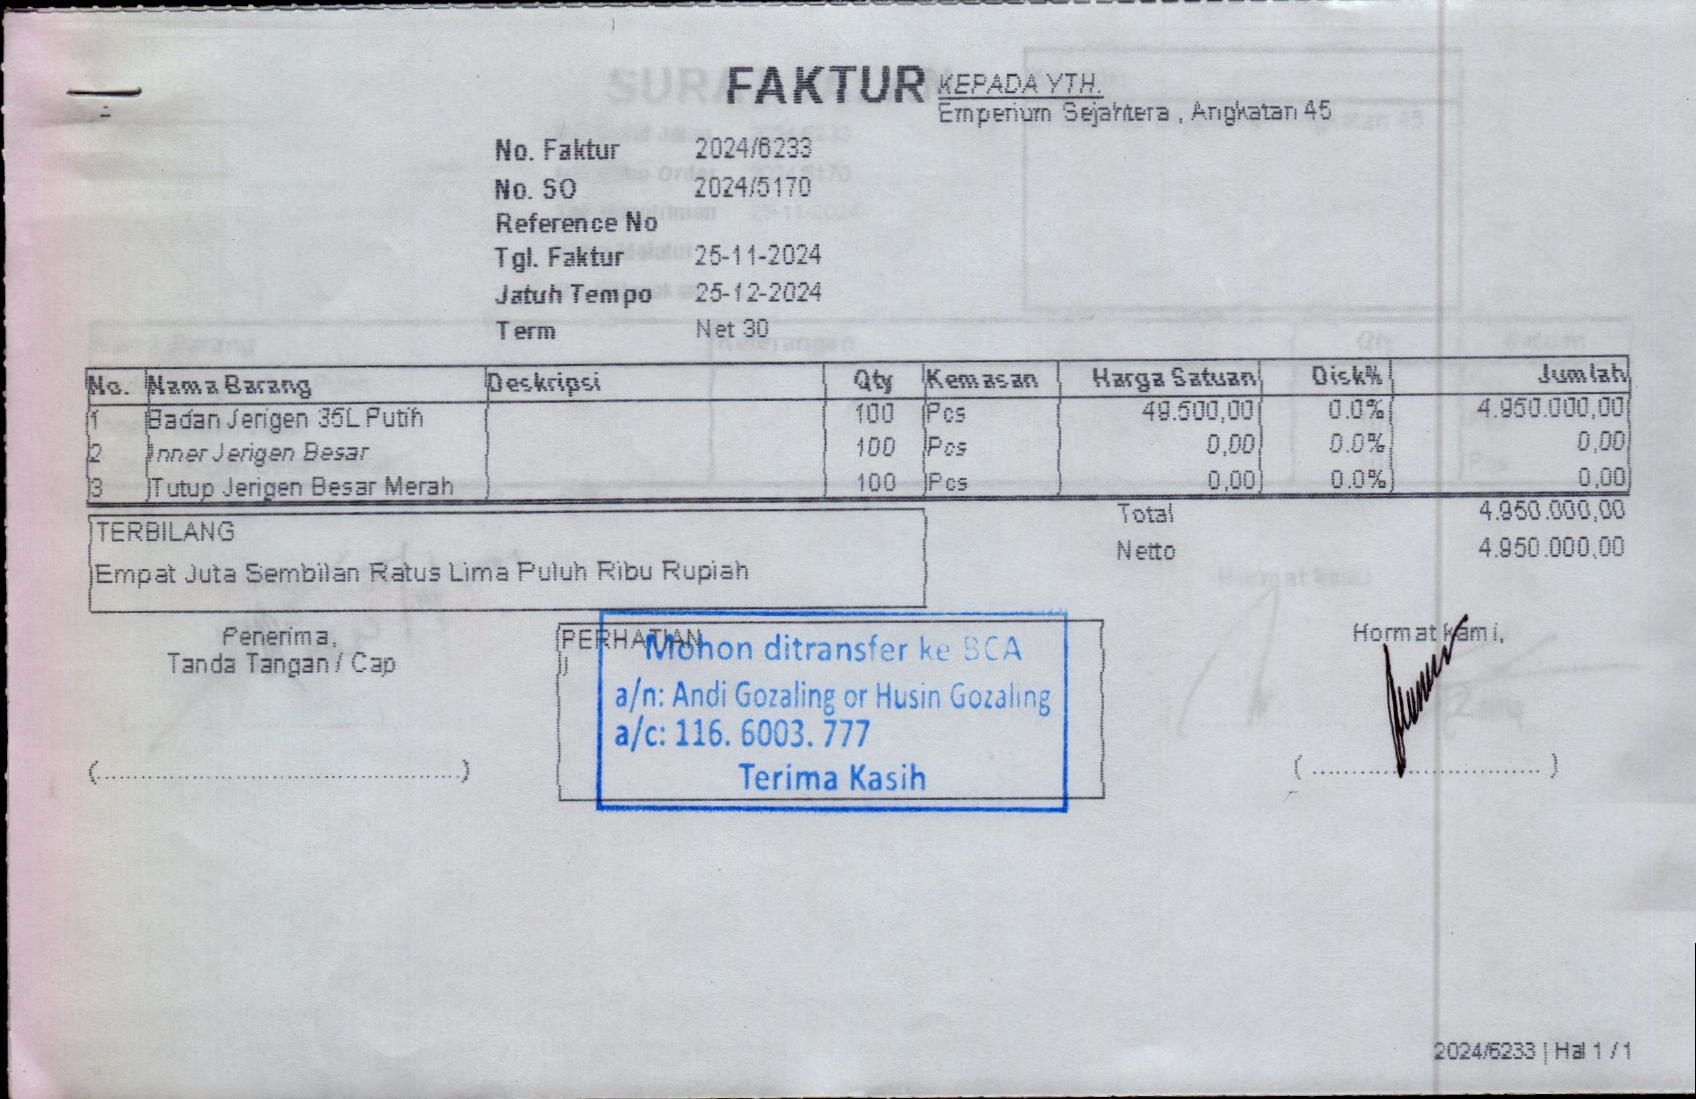 FAKTUR
KEPADA YTH.
Emperium Sejahtera , Angkatan 45
No. Faktur 2024/6233
No. SO 2024/5170
Reference No
Tgl. Faktur 25-11-2024
Jatuh Tempo 25-12-2024
Term Net 30
No. Nama Barang Deskripsi Qty Kemasan Harga Satuan Disk% Jumlah
1 Badan Jerigen 35L Putih 100 Pcs 49.500,00 0.0% 4.950.000,00
2 Inner Jerigen Besar 100 Pcs 0,00 0.0% 0,00
3 Tutup Jerigen Besar Merah 100 Pcs 0,00 0.0% 0,00
Total 4.950.000,00
Netto 4.950.000,00
TERBILANG
Empat Juta Sembilan Ratus Lima Puluh Ribu Rupiah
Penerima,
Tanda Tangan / Cap
(................................................)
PERHATIAN
Mohon ditransfer ke BCA
a/n: Andi Gozaling or Husin Gozaling
a/c: 116. 6003. 777
Terima Kasih
Hormat kami,
( .............................. )
2024/6233 | Hal 1 / 1